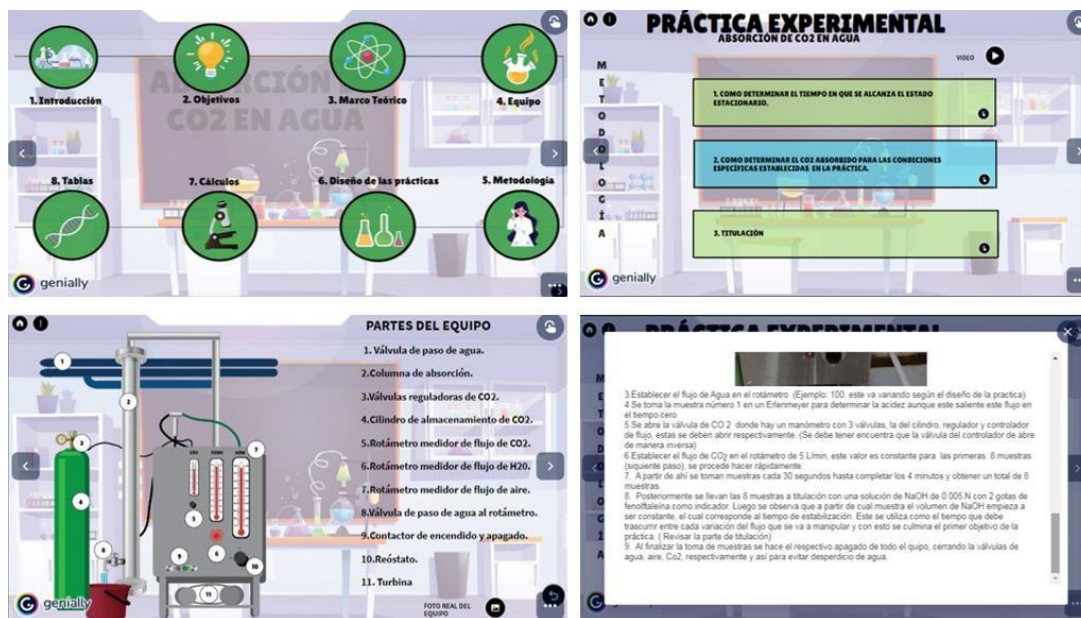 ABSORCIÓN DE
CO2 EN AGUA
1. Introducción
2. Objetivos
3. Marco Teórico
4. Equipo
8. Tablas
7. Cálculos
6. Diseño de las prácticas
5. Metodología
genially
PRÁCTICA EXPERIMENTAL
ABSORCIÓN DE CO2 EN AGUA
VIDEO
METODOLOGÍA
1. COMO DETERMINAR EL TIEMPO EN QUE SE ALCANZA EL ESTADO
ESTACIONARIO.
2. COMO DETERMINAR EL CO2 ABSORBIDO PARA LAS CONDICIONES
ESPECÍFICAS ESTABLECIDAS EN LA PRÁCTICA.
3. TITULACIÓN
genially
PARTES DEL EQUIPO
1. Válvula de paso de agua.
2.Columna de absorción.
3.Válvulas reguladoras de CO2.
4.Cilindro de almacenamiento de CO2.
5.Rotámetro medidor de flujo de CO2.
6.Rotámetro medidor de flujo de H20.
7.Rotámetro medidor de flujo de aire.
8.Válvula de paso de agua al rotámetro.
9.Contactor de encendido y apagado.
10.Reóstato.
11. Turbina
FOTO REAL DEL
EQUIPO
1
2
3
4
5
6
7
8
9
10
11
genially
PRÁCTICA EXPERIMENTAL
3.Establecer el flujo de Agua en el rotámetro (Ejemplo: 100, este va variando según el diseño de la practica)
4.Se toma la muestra número 1 en un Erlenmeyer para determinar la acidez aunque este saliente este flujo en
el tiempo cero
5.Se abre la válvula de CO 2 donde hay un manómetro con 3 válvulas, la del cilindro, regulador y controlador
de flujo, estas se deben abrir respectivamente. (Se debe tener encuentra que la válvula del controlador de abre
de manera inversa)
6.Establecer el flujo de CO2 en el rotámetro de 5 L/min, este valor es constante para las primeras 8 muestras
(siquente paso), se procede hacer rápidamente.
7. A partir de ahí se toman muestras cada 30 segundos hasta completar los 4 minutos y obtener un total de 8
muestras.
8. Posteriormente se llevan las 8 muestras a titulación con una solución de NaOH de 0.005 N con 2 gotas de
fenolftaleína como indicador. Luego se observa que a partir de cual muestra el volumen de NaOH empieza a
ser constante, el cual corresponde al tiempo de estabilización. Este se utiliza como el tiempo que debe
trascurrir entre cada variación del flujo que se va a manipular y con esto se culmina el primer objetivo de la
práctica. ( Revisar la parte de titulación)
9. Al finalizar la toma de muestras se hace el respectivo apagado de todo el quipo, cerrando la válvulas de
agua, aire, Co2, respectivamente y así para evitar desperdicio de agua.